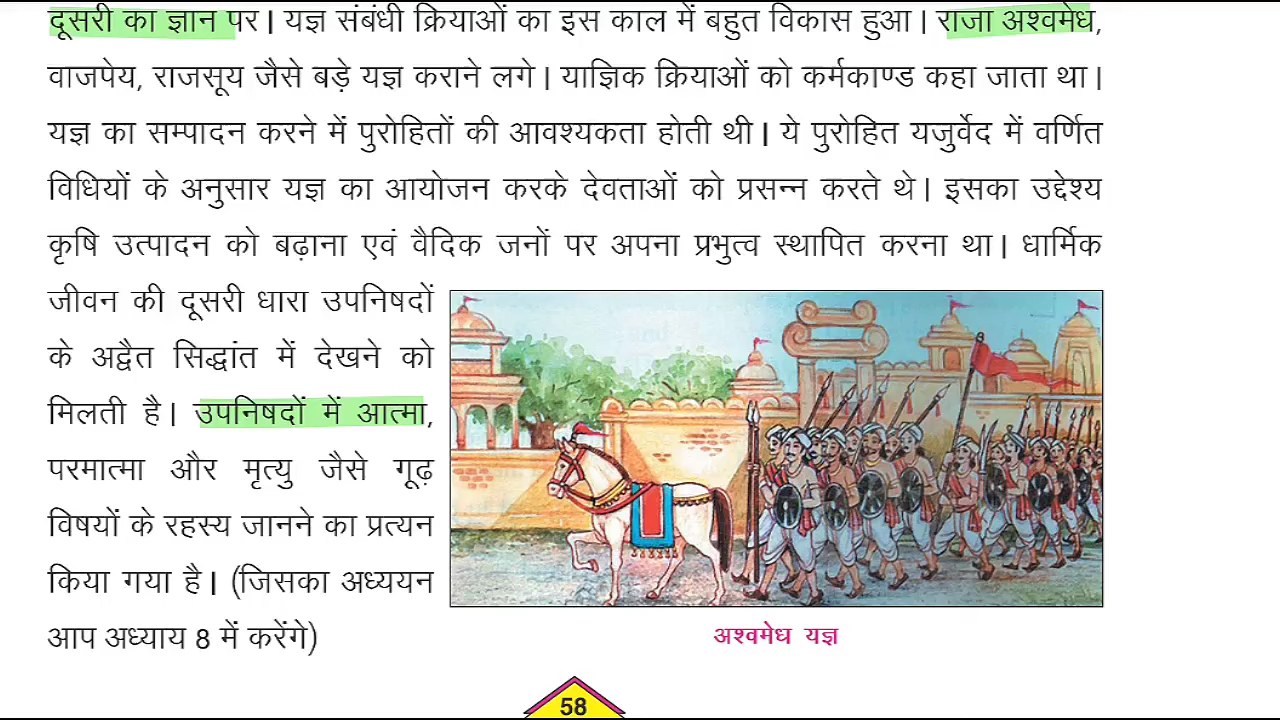 दूसरी का ज्ञान पर। यज्ञ संबंधी क्रियाओं का इस काल में बहुत विकास हुआ। राजा अश्वमेध,
वाजपेय, राजसूय जैसे बड़े यज्ञ कराने लगे। याज्ञिक क्रियाओं को कर्मकाण्ड कहा जाता था।
यज्ञ का सम्पादन करने में पुरोहितों की आवश्यकता होती थी। ये पुरोहित यजुर्वेद में वर्णित
विधियों के अनुसार यज्ञ का आयोजन करके देवताओं को प्रसन्न करते थे। इसका उद्देश्य
कृषि उत्पादन को बढ़ाना एवं वैदिक जनों पर अपना प्रभुत्व स्थापित करना था। धार्मिक
जीवन की दूसरी धारा उपनिषदों
के अद्वैत सिद्धांत में देखने को
मिलती है। उपनिषदों में आत्मा,
परमात्मा और मृत्यु जैसे गूढ़
विषयों के रहस्य जानने का प्रत्यन
किया गया है। (जिसका अध्ययन
आप अध्याय 8 में करेंगे)
अश्वमेध यज्ञ
58